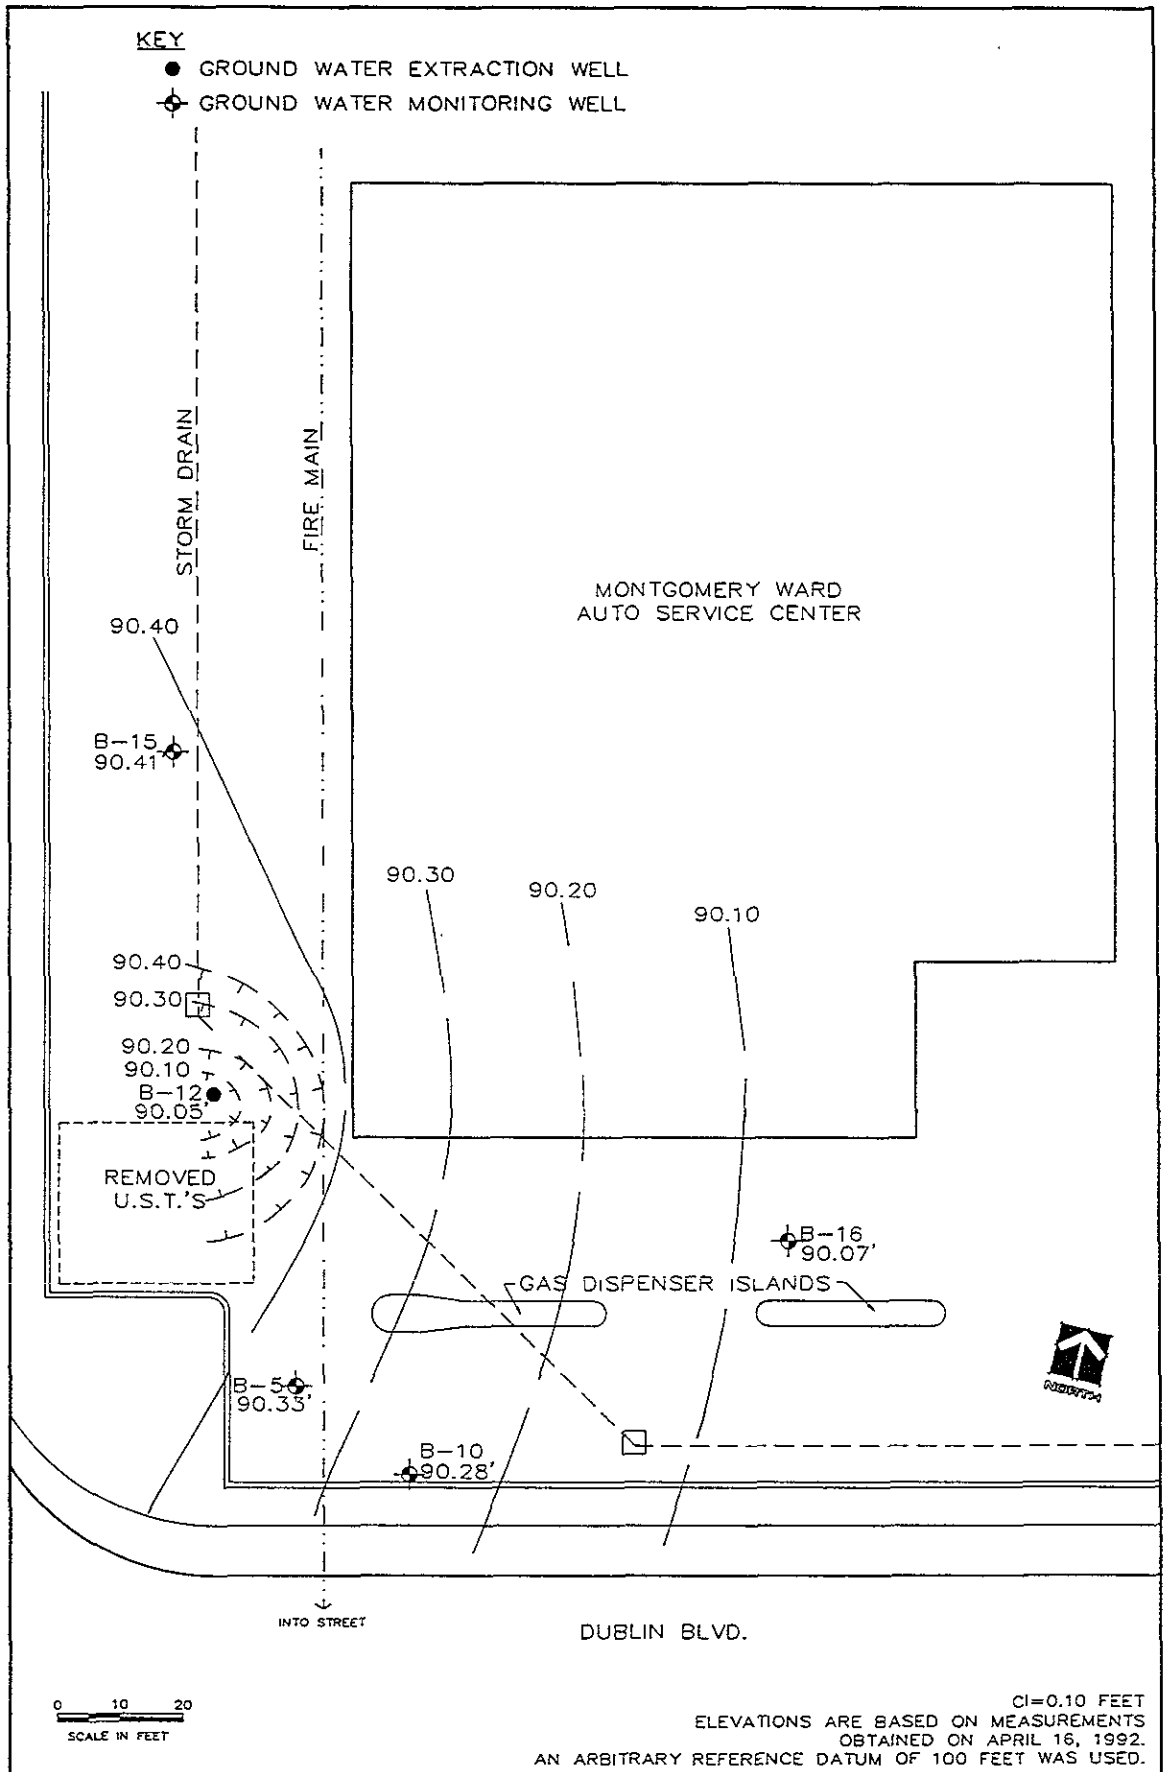 KEY
GROUND WATER EXTRACTION WELL
GROUND WATER MONITORING WELL
STORM DRAIN
FIRE MAIN
MONTGOMERY WARD
AUTO SERVICE CENTER
90.40
B-15
90.41
90.30
90.20
90.10
90.40
90.30
90.20
90.10
B-12
90.05'
REMOVED
U.S.T.'S
B-16
90.07'
GAS DISPENSER ISLANDS
B-5
90.33'
NORTH
B-10
90.28'
INTO STREET
DUBLIN BLVD.
0 10 20
SCALE IN FEET
CI=0.10 FEET
ELEVATIONS ARE BASED ON MEASUREMENTS
OBTAINED ON APRIL 16, 1992.
AN ARBITRARY REFERENCE DATUM OF 100 FEET WAS USED.